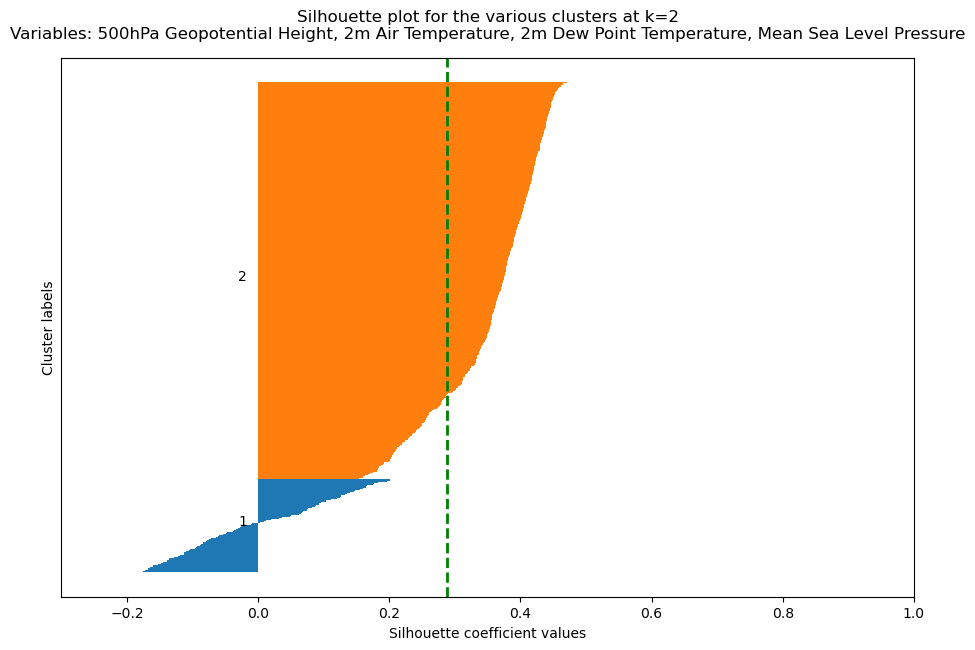 Silhouette plot for the various clusters at k=2
Variables: 500hPa Geopotential Height, 2m Air Temperature, 2m Dew Point Temperature, Mean Sea Level Pressure
2
Cluster labels
1
−0.2 0.0 0.2 0.4 0.6 0.8 1.0
Silhouette coefficient values